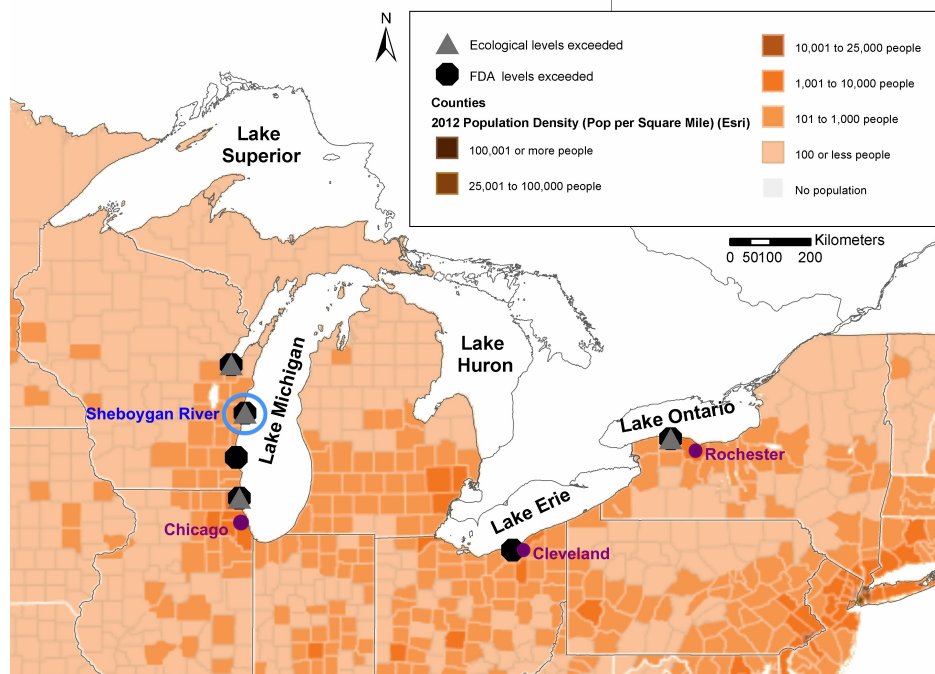 N
Ecological levels exceeded
FDA levels exceeded
Counties
2012 Population Density (Pop per Square Mile) (Esri)
100,001 or more people
25,001 to 100,000 people
10,001 to 25,000 people
1,001 to 10,000 people
101 to 1,000 people
100 or less people
No population
Kilometers
0 50100 200
Lake
Superior
Lake
Huron
Lake Michigan
Sheboygan River
Lake Ontario
Rochester
Lake Erie
Chicago
Cleveland